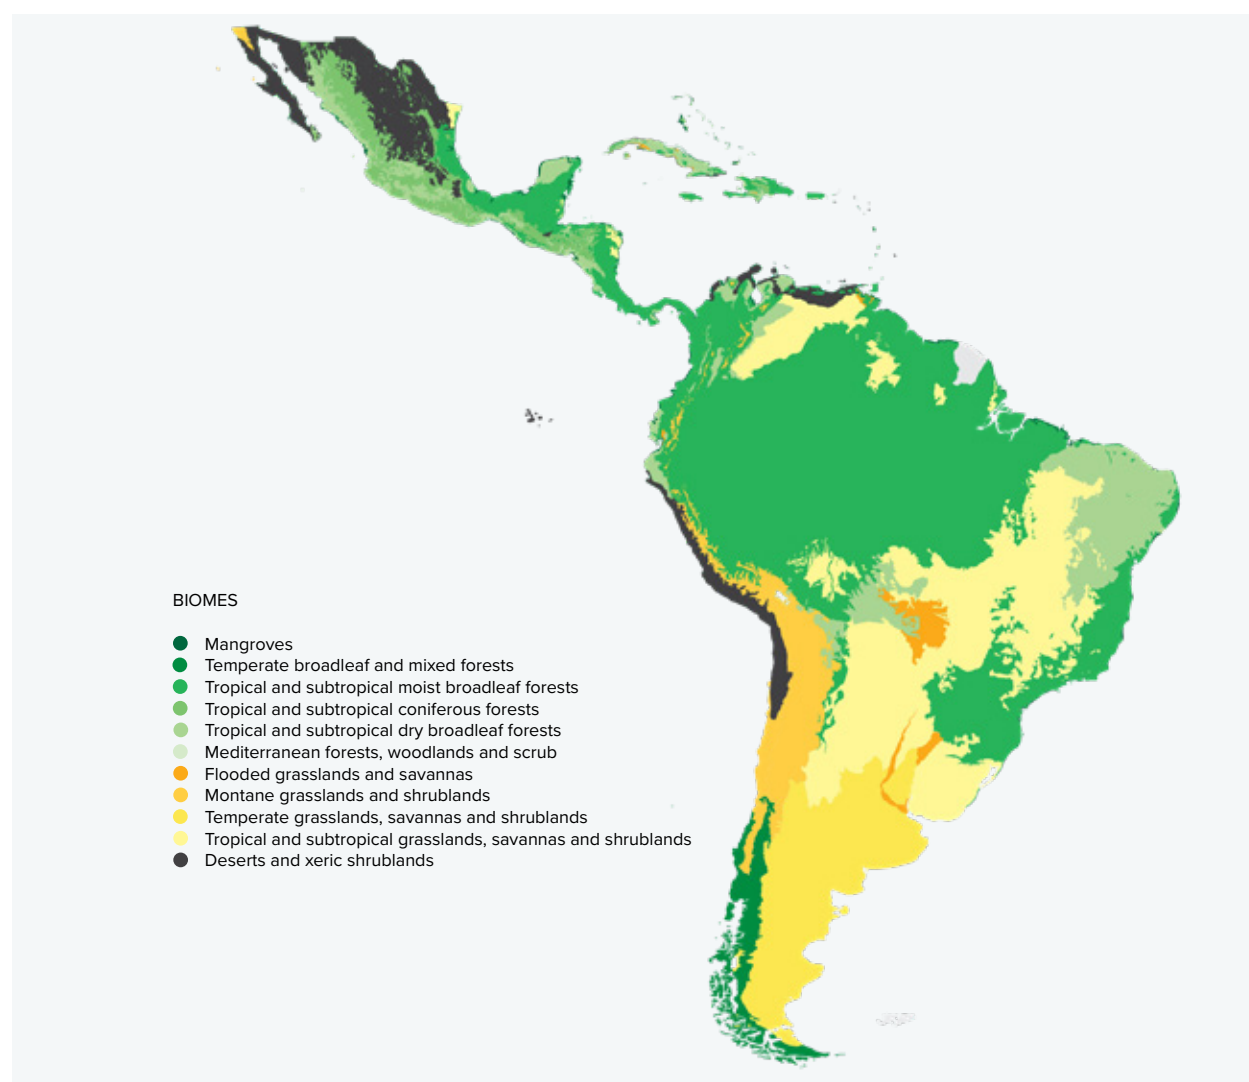 BIOMES
Mangroves
Temperate broadleaf and mixed forests
Tropical and subtropical moist broadleaf forests
Tropical and subtropical coniferous forests
Tropical and subtropical dry broadleaf forests
Mediterranean forests, woodlands and scrub
Flooded grasslands and savannas
Montane grasslands and shrublands
Temperate grasslands, savannas and shrublands
Tropical and subtropical grasslands, savannas and shrublands
Deserts and xeric shrublands